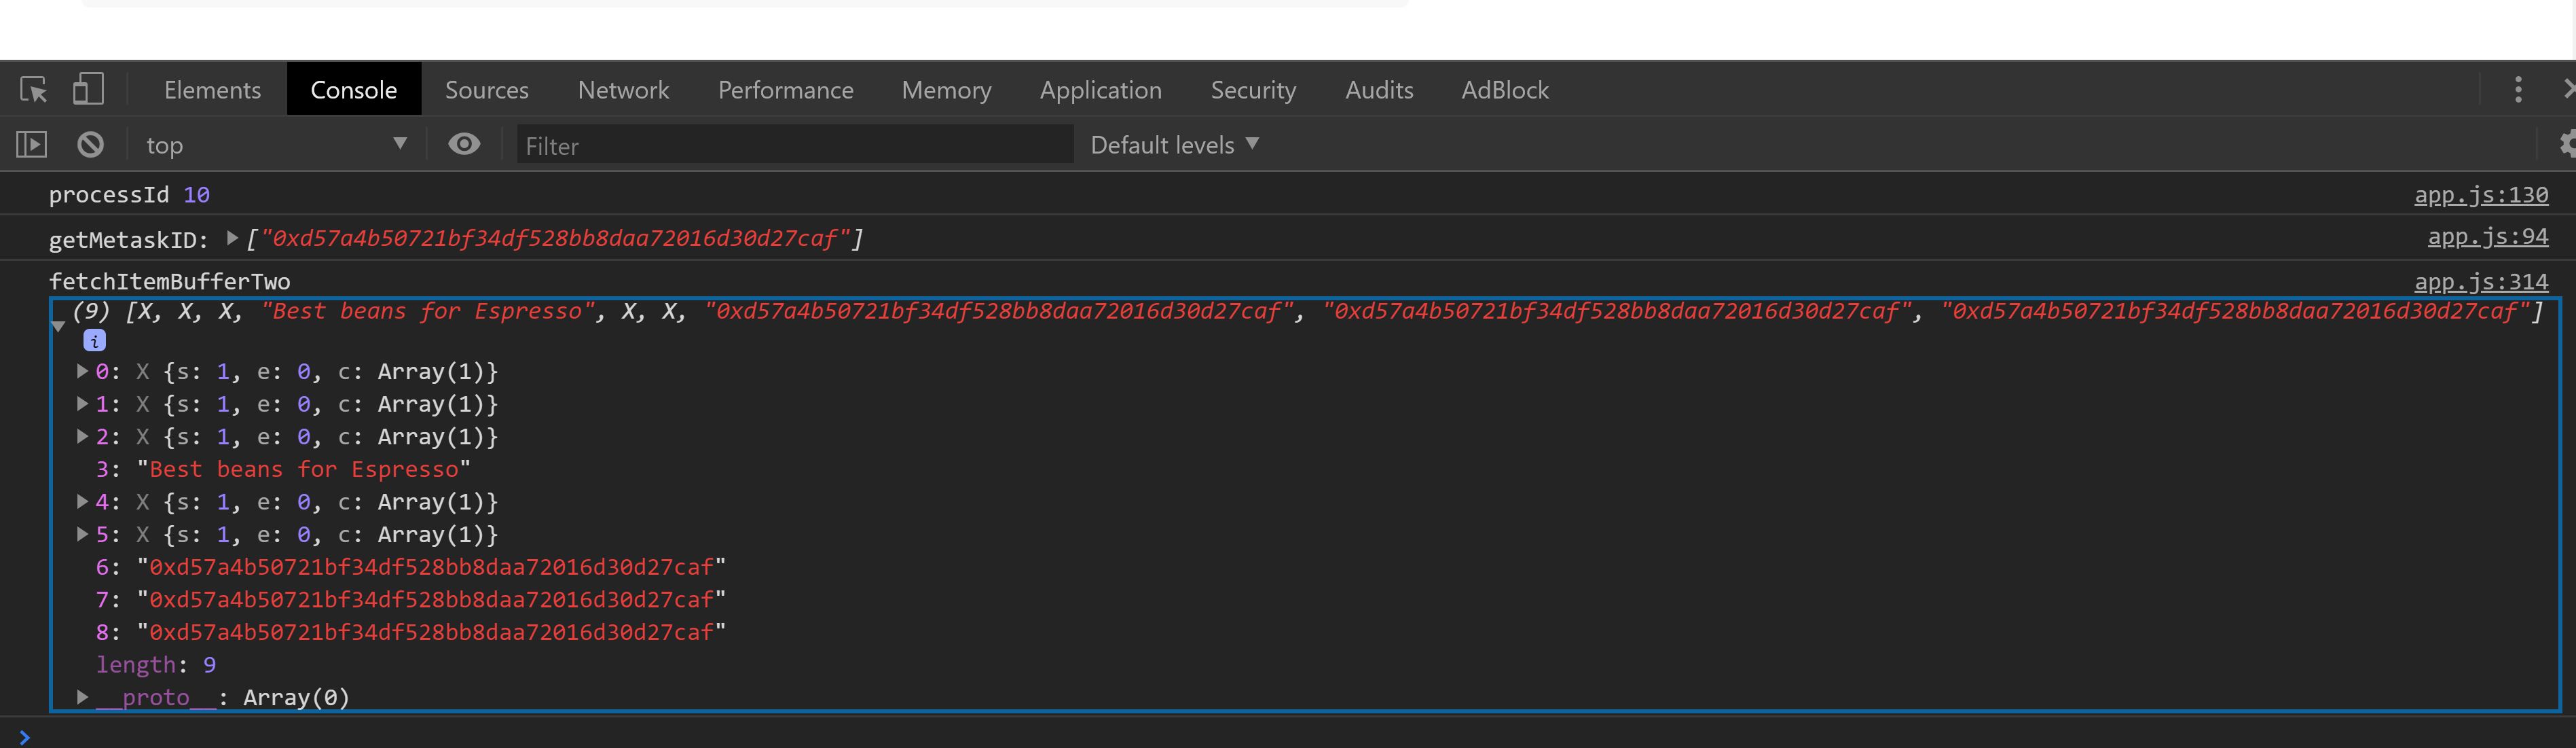 Elements Console Sources Network Performance Memory Application Security Audits AdBlock
top Filter Default levels
processId 10 app.js:130
getMetaskID: ["0xd57a4b50721bf34df528bb8daa72016d30d27caf"] app.js:94
fetchItemBufferTwo app.js:314
(9) [X, X, X, "Best beans for Espresso", X, X, "0xd57a4b50721bf34df528bb8daa72016d30d27caf", "0xd57a4b50721bf34df528bb8daa72016d30d27caf", "0xd57a4b50721bf34df528bb8daa72016d30d27caf"]
i
0: X {s: 1, e: 0, c: Array(1)}
1: X {s: 1, e: 0, c: Array(1)}
2: X {s: 1, e: 0, c: Array(1)}
3: "Best beans for Espresso"
4: X {s: 1, e: 0, c: Array(1)}
5: X {s: 1, e: 0, c: Array(1)}
6: "0xd57a4b50721bf34df528bb8daa72016d30d27caf"
7: "0xd57a4b50721bf34df528bb8daa72016d30d27caf"
8: "0xd57a4b50721bf34df528bb8daa72016d30d27caf"
length: 9
__proto__: Array(0)